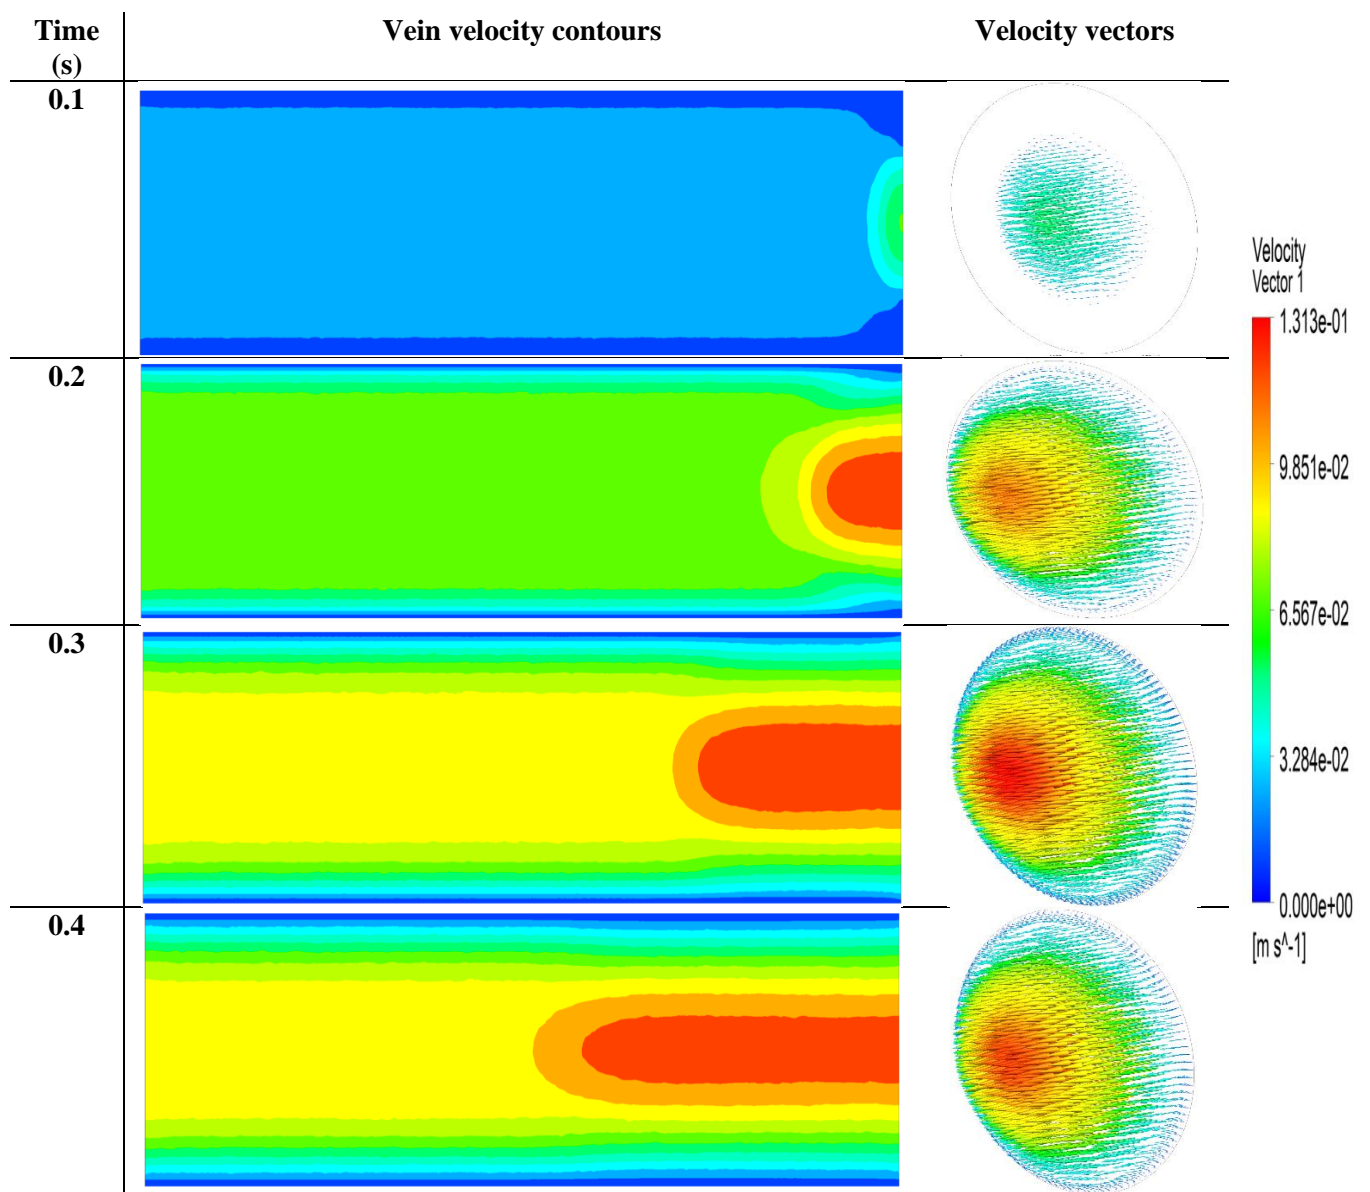 Time
(s)
Vein velocity contours
Velocity vectors
0.1
0.2
0.3
0.4
Velocity
Vector 1
1.313e-01
9.851e-02
6.567e-02
3.284e-02
0.000e+00
[m s^-1]